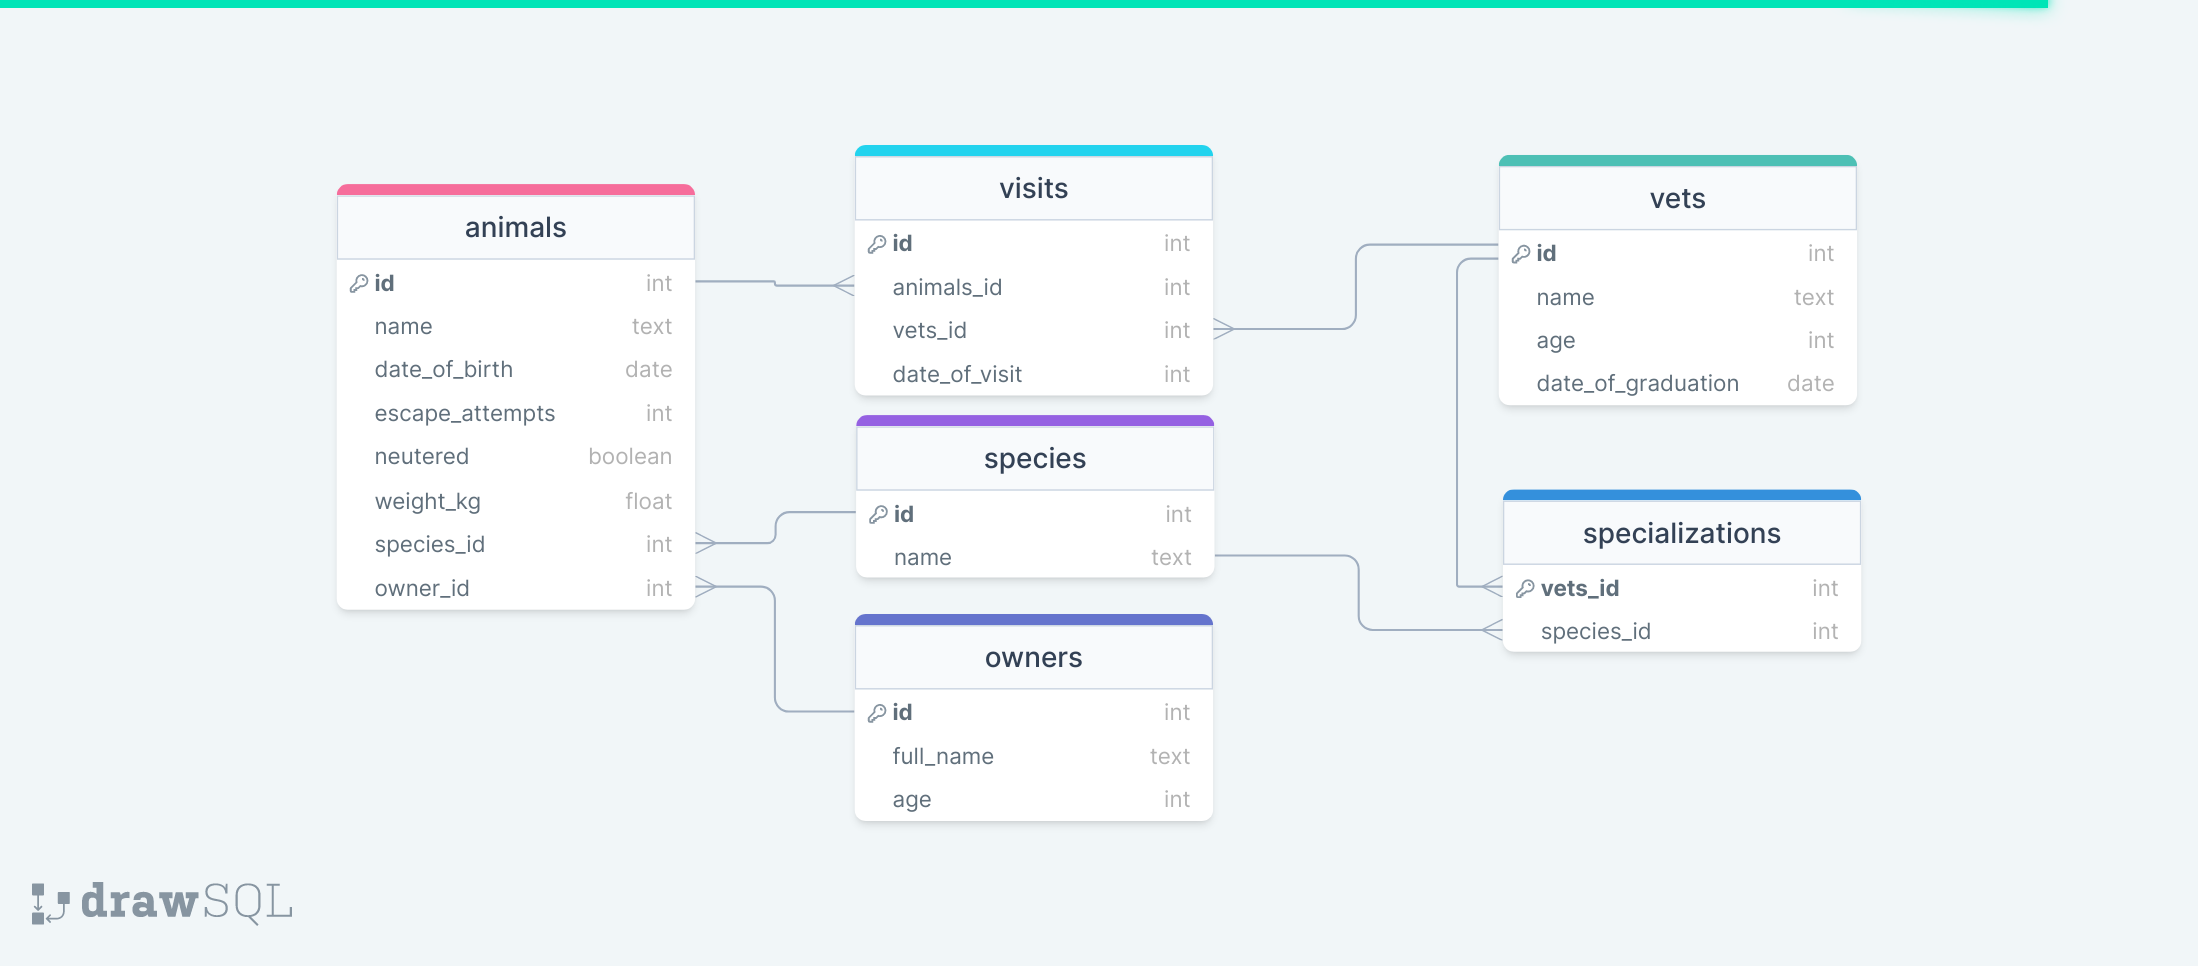 animals
id int
name text
date_of_birth date
escape_attempts int
neutered boolean
weight_kg float
species_id int
owner_id int
visits
id int
animals_id int
vets_id int
date_of_visit int
species
id int
name text
owners
id int
full_name text
age int
vets
id int
name text
age int
date_of_graduation date
specializations
vets_id int
species_id int
drawSQL